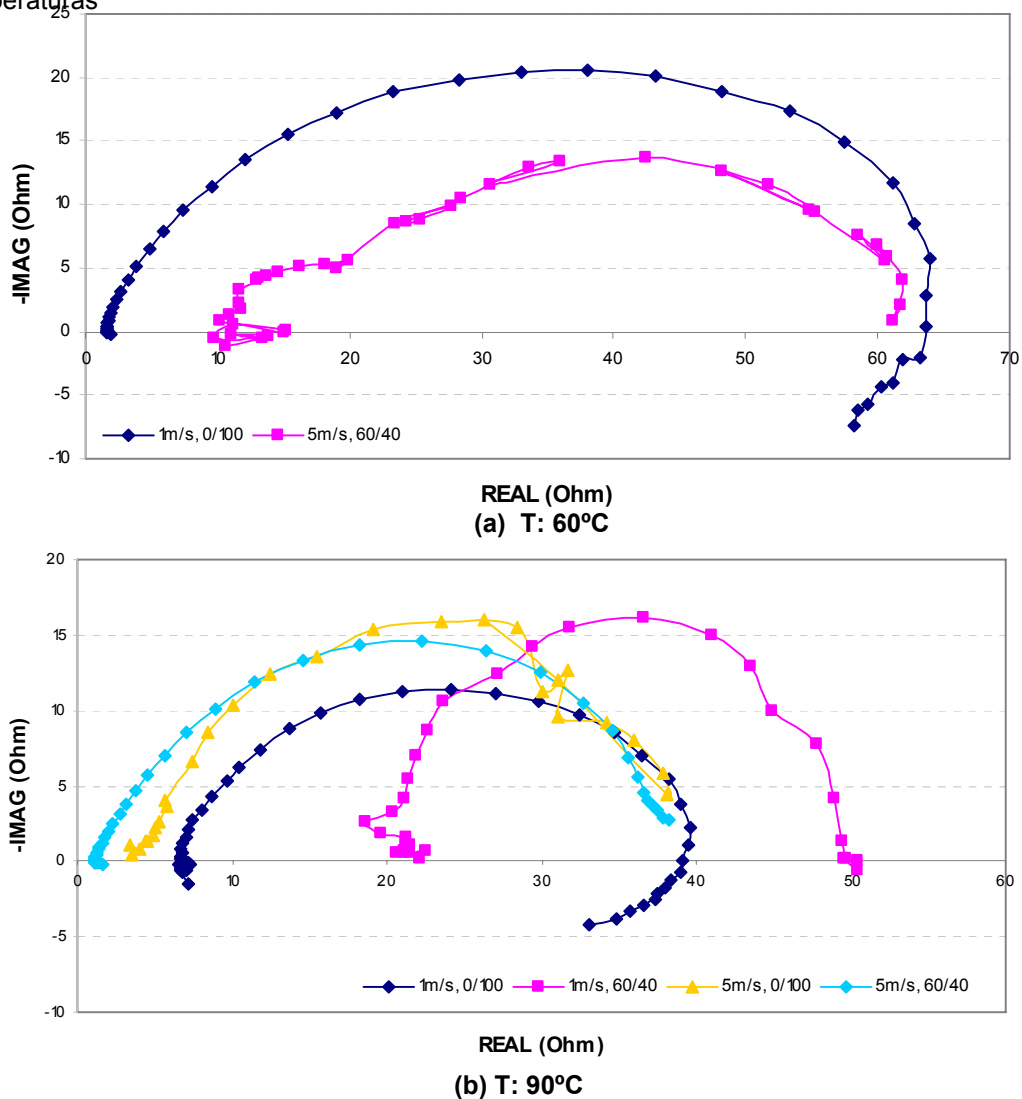 peraturas
25
20
15
10
5
0
-5
-10
0 10 20 30 40 50 60 70
-IMAG (Ohm)
1m/s, 0/100 5m/s, 60/40
REAL (Ohm)
(a) T: 60ºC
20
15
10
5
0
-5
-10
0 10 20 30 40 50 60
-IMAG (Ohm)
1m/s, 0/100 1m/s, 60/40 5m/s, 0/100 5m/s, 60/40
REAL (Ohm)
(b) T: 90ºC